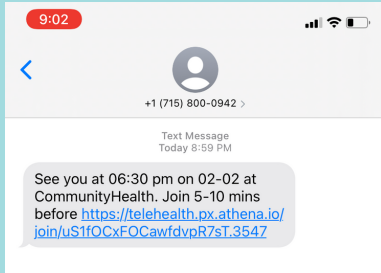 9:02
+1 (715) 800-0942 >
Text Message
Today 8:59 PM
See you at 06:30 pm on 02-02 at
CommunityHealth. Join 5-10 mins
before https://telehealth.px.athena.io/
join/uS1fOCxFOCawfdvpR7sT.3547